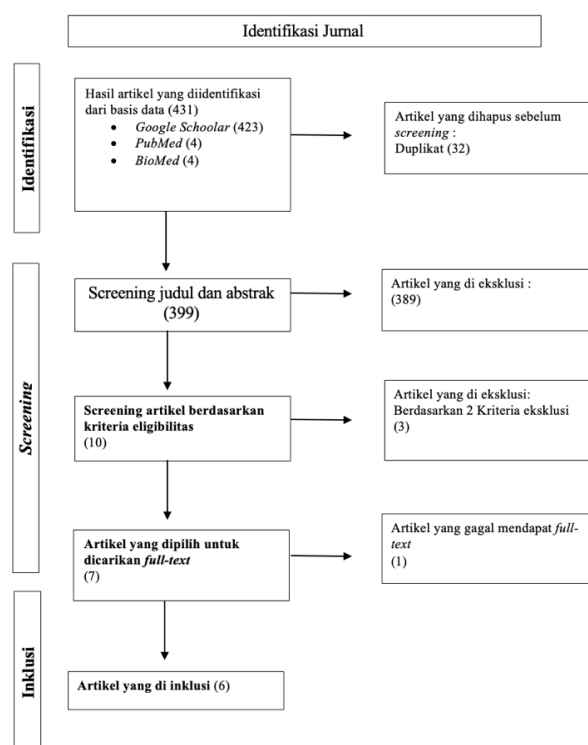 Identifikasi Jurnal
Identifikasi
Hasil artikel yang diidentifikasi
dari basis data (431)
• Google Schoolar (423)
• PubMed (4)
• BioMed (4)
Artikel yang dihapus sebelum
screening :
Duplikat (32)
Screening
Screening judul dan abstrak
(399)
Artikel yang di eksklusi :
(389)
Screening artikel berdasarkan
kriteria eligibilitas
(10)
Artikel yang di eksklusi:
Berdasarkan 2 Kriteria eksklusi
(3)
Artikel yang dipilih untuk
dicarikan full-text
(7)
Artikel yang gagal mendapat full-
text
(1)
Inklusi
Artikel yang di inklusi (6)